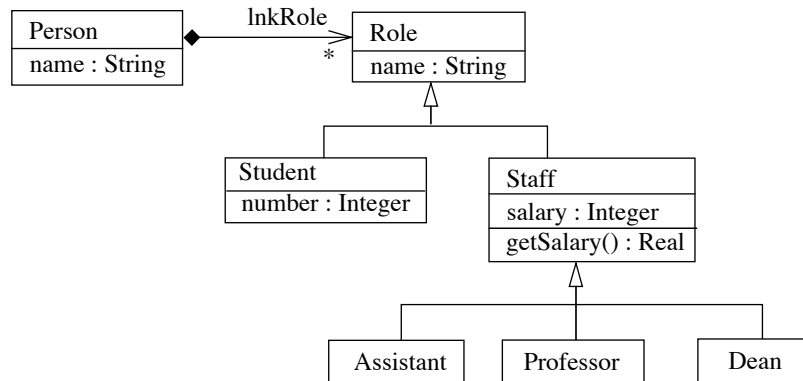 lnkRole
Person
name : String
*
Role
name : String
Student
number : Integer
Staff
salary : Integer
getSalary() : Real
Assistant
Professor
Dean